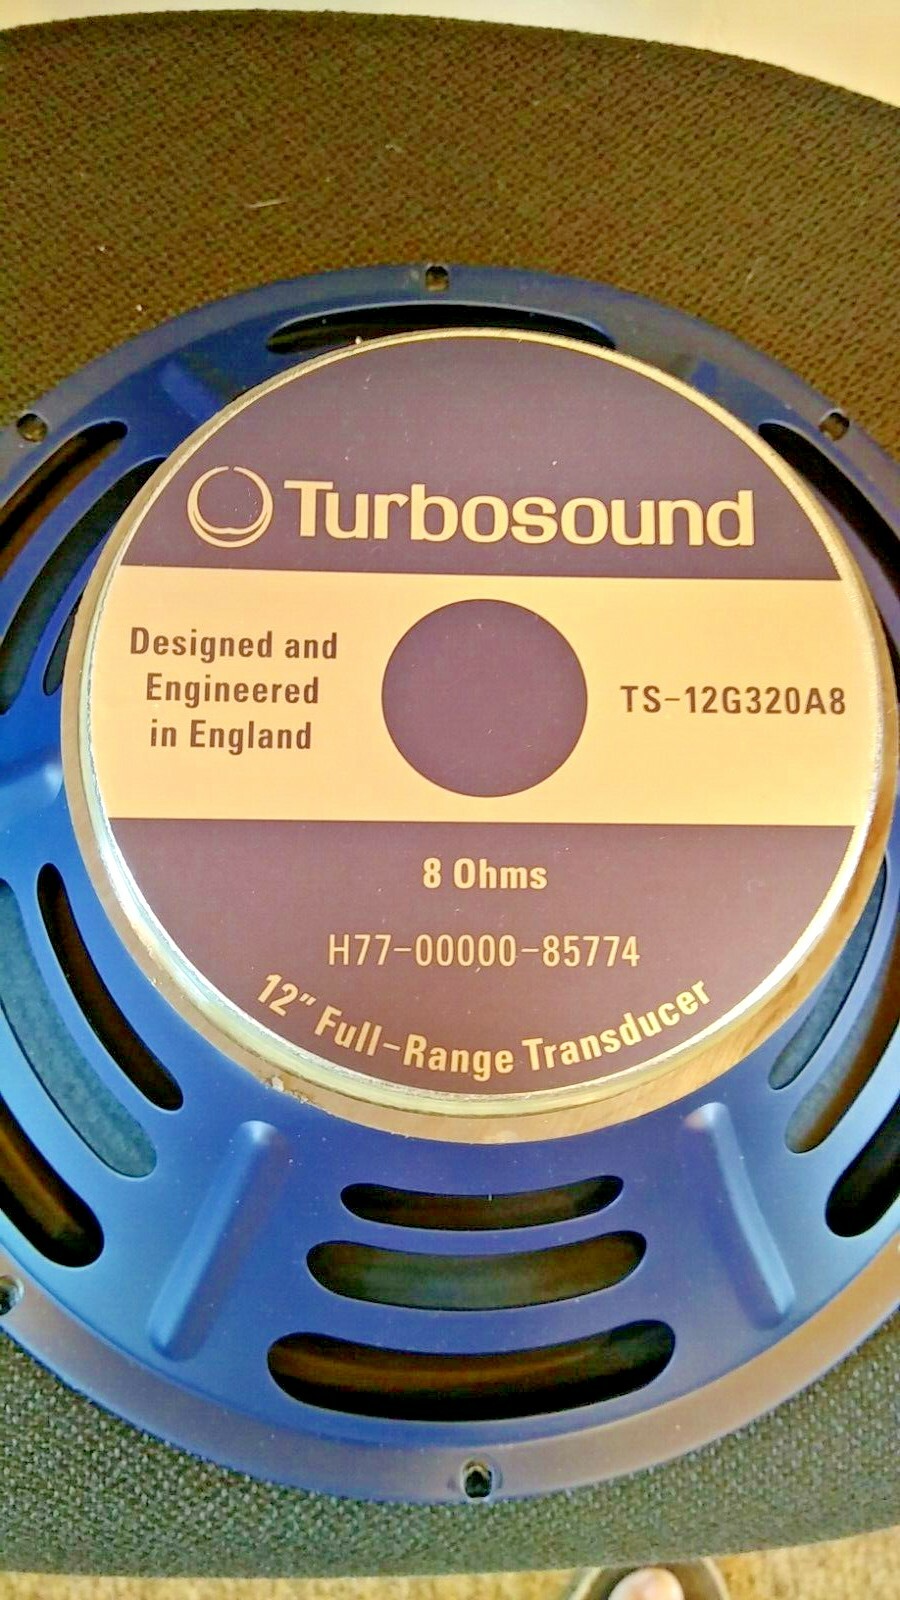 Turbosound
Designed and
Engineered
in England
TS-12G320A8
8 Ohms
H77-00000-85774
12" Full-Range Transducer